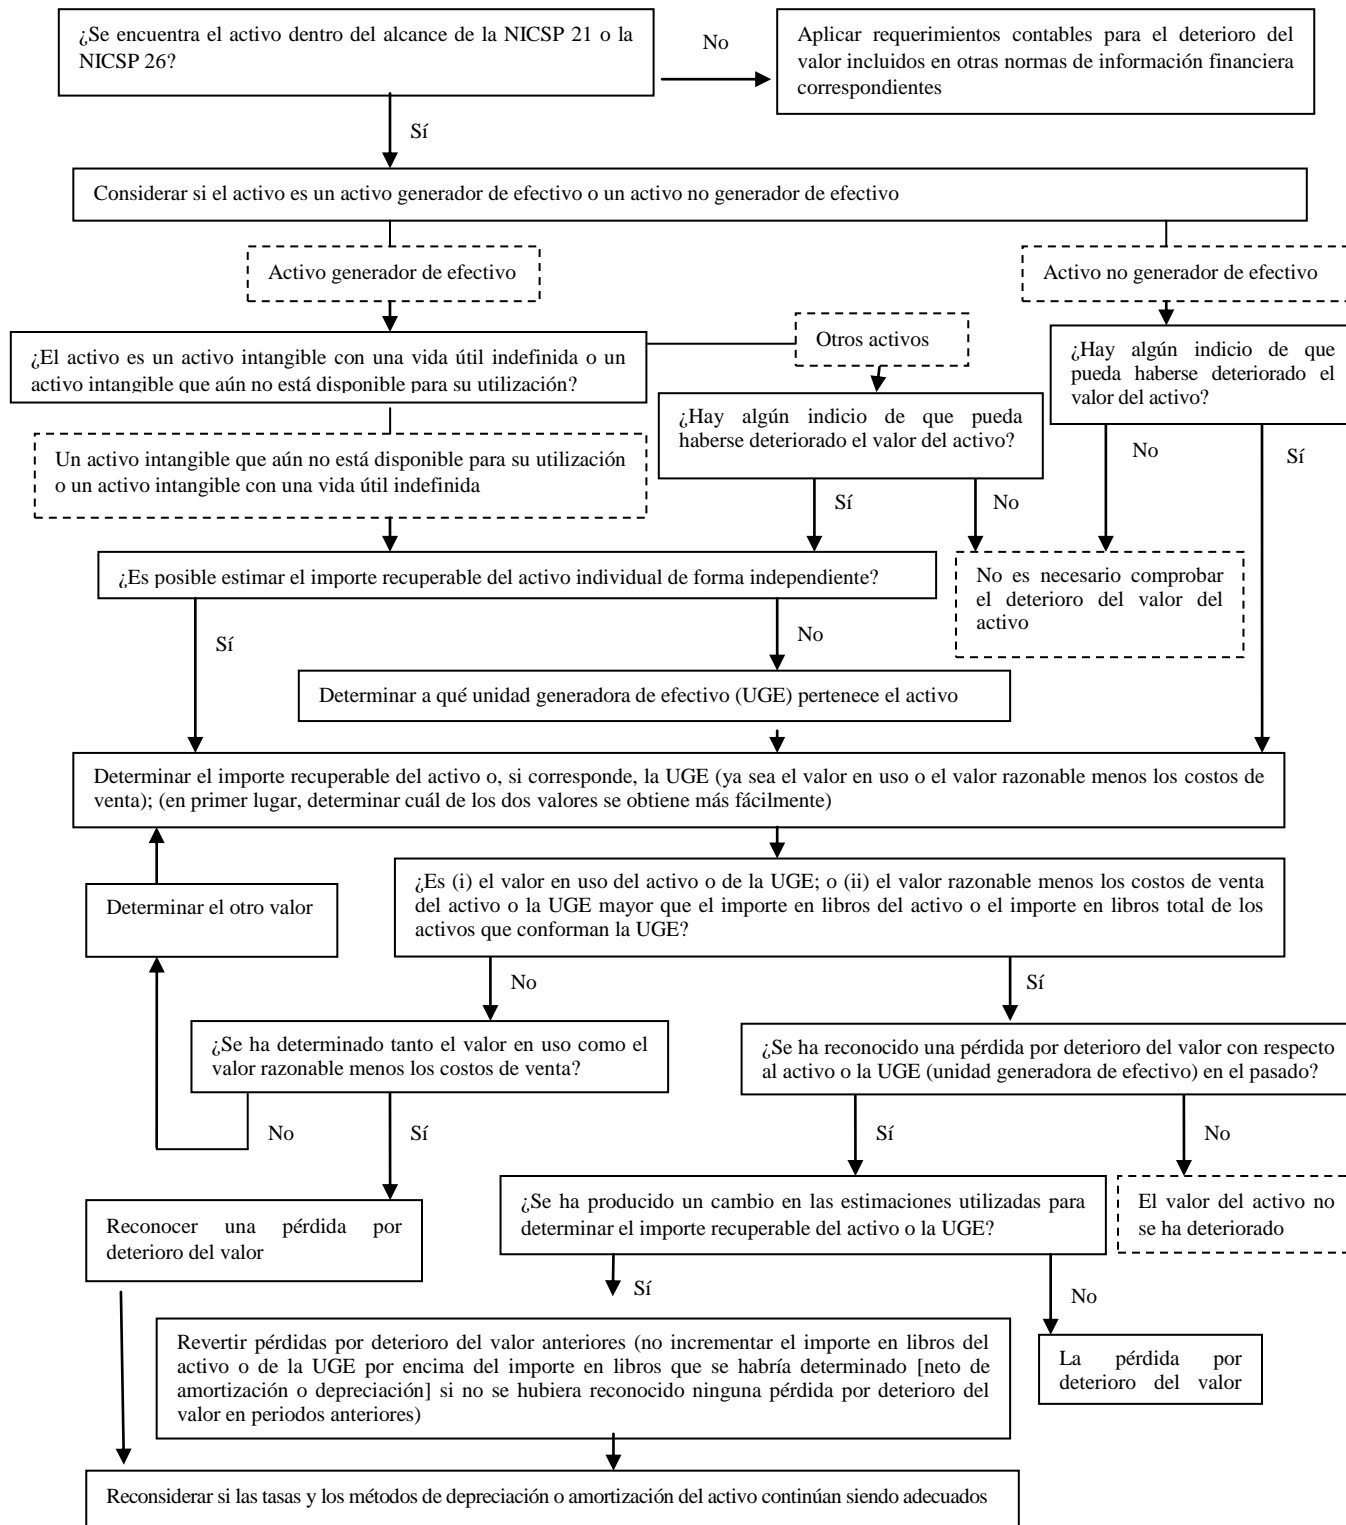 ¿Se encuentra el activo dentro del alcance de la NICSP 21 o la
NICSP 26?
No
Aplicar requerimientos contables para el deterioro del
valor incluidos en otras normas de información financiera
correspondientes
Sí
Considerar si el activo es un activo generador de efectivo o un activo no generador de efectivo
Activo generador de efectivo
Activo no generador de efectivo
¿El activo es un activo intangible con una vida útil indefinida o un
activo intangible que aún no está disponible para su utilización?
Otros activos
¿Hay algún indicio de que
pueda haberse deteriorado el
valor del activo?
¿Hay algún indicio de que pueda
haberse deteriorado el valor del activo?
Un activo intangible que aún no está disponible para su utilización
o un activo intangible con una vida útil indefinida
No
Sí
Sí
No
¿Es posible estimar el importe recuperable del activo individual de forma independiente?
No es necesario comprobar
el deterioro del valor del
activo
Sí
No
Determinar a qué unidad generadora de efectivo (UGE) pertenece el activo
Determinar el importe recuperable del activo o, si corresponde, la UGE (ya sea el valor en uso o el valor razonable menos los costos de
venta); (en primer lugar, determinar cuál de los dos valores se obtiene más fácilmente)
¿Es (i) el valor en uso del activo o de la UGE; o (ii) el valor razonable menos los costos de venta
del activo o la UGE mayor que el importe en libros del activo o el importe en libros total de los
activos que conforman la UGE?
Determinar el otro valor
No
Sí
¿Se ha determinado tanto el valor en uso como el
valor razonable menos los costos de venta?
¿Se ha reconocido una pérdida por deterioro del valor con respecto
al activo o la UGE (unidad generadora de efectivo) en el pasado?
No
Sí
Sí
No
Reconocer una pérdida por
deterioro del valor
¿Se ha producido un cambio en las estimaciones utilizadas para
determinar el importe recuperable del activo o la UGE?
El valor del activo no
se ha deteriorado
Sí
No
Revertir pérdidas por deterioro del valor anteriores (no incrementar el importe en libros del
activo o de la UGE por encima del importe en libros que se habría determinado [neto de
amortización o depreciación] si no se hubiera reconocido ninguna pérdida por deterioro del
valor en periodos anteriores)
La pérdida por
deterioro del valor
Reconsiderar si las tasas y los métodos de depreciación o amortización del activo continúan siendo adecuados